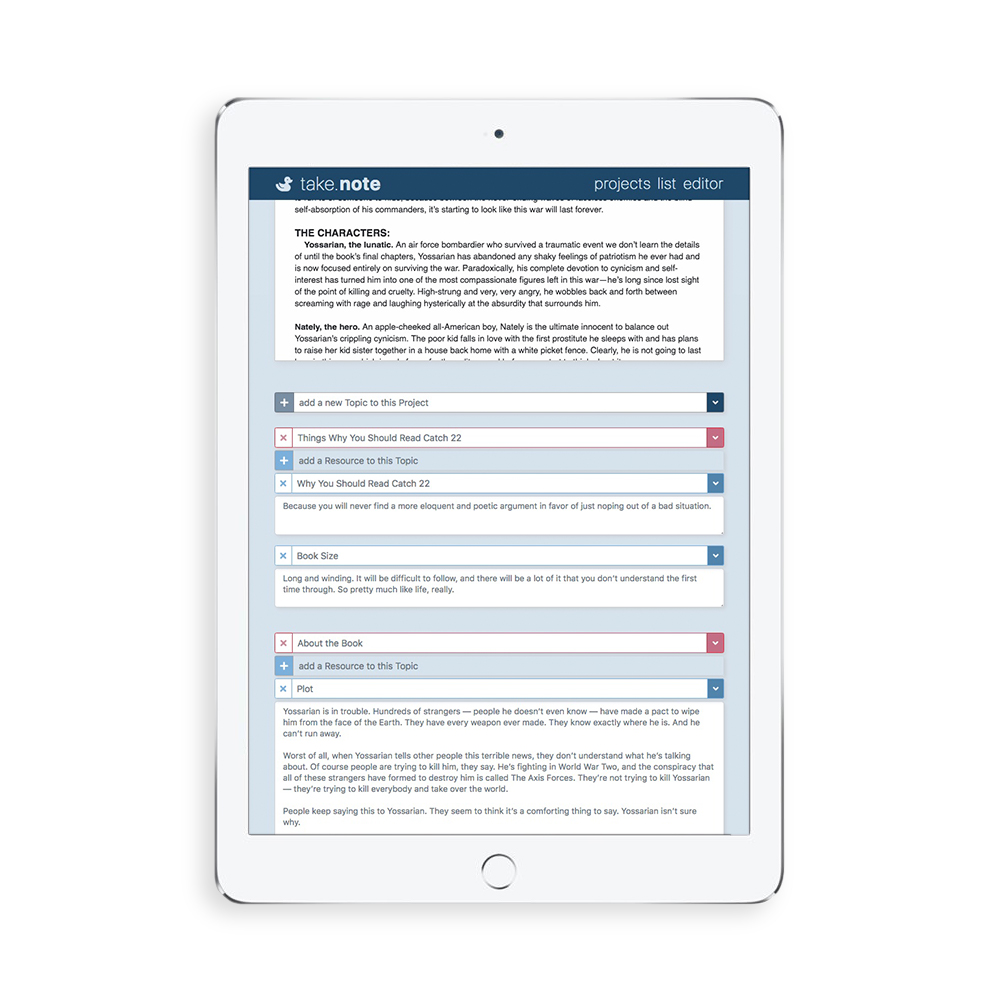 take.note
projects list editor
self-absorption of his commanders, it's starting to look like this war will last forever.
THE CHARACTERS:
Yossarian, the lunatic. An air force bombardier who survived a traumatic event we don't learn the details
of until the book's final chapters, Yossarian has abandoned any shaky feelings of patriotism he ever had and
is now focused entirely on surviving the war. Paradoxically, his complete devotion to cynicism and self-
interest has turned him into one of the most compassionate figures left in this war—he's long since lost sight
of the point of killing and cruelty. High-strung and very, very angry, he wobbles back and forth between
screaming with rage and laughing hysterically at the absurdity that surrounds him.
Nately, the hero. An apple-cheeked all-American boy, Nately is the ultimate innocent to balance out
Yossarian's crippling cynicism. The poor kid falls in love with the first prostitute he sleeps with and has plans
to raise her kid sister together in a house back home with a white picket fence. Clearly, he is not going to last
add a new Topic to this Project
Things Why You Should Read Catch 22
add a Resource to this Topic
Why You Should Read Catch 22
Because you will never find a more eloquent and poetic argument in favor of just noping out of a bad situation.
Book Size
Long and winding. It will be difficult to follow, and there will be a lot of it that you don't understand the first
time through. So pretty much like life, really.
About the Book
add a Resource to this Topic
Plot
Yossarian is in trouble. Hundreds of strangers — people he doesn't even know — have made a pact to wipe
him from the face of the Earth. They have every weapon ever made. They know exactly where he is. And he
can't run away.
Worst of all, when Yossarian tells other people this terrible news, they don't understand what he's talking
about. Of course people are trying to kill him, they say. He's fighting in World War Two, and the conspiracy that
all of these strangers have formed to destroy him is called The Axis Forces. They're not trying to kill Yossarian
— they're trying to kill everybody and take over the world.
People keep saying this to Yossarian. They seem to think it's a comforting thing to say. Yossarian isn't sure
why.